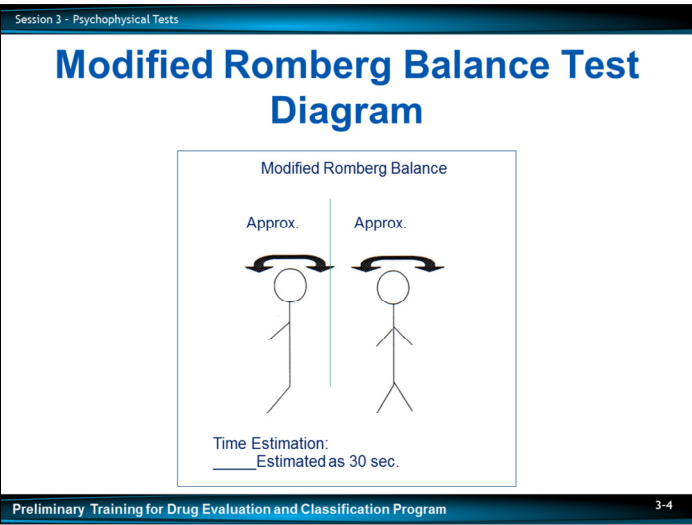 Session 3 - Psychophysical Tests
Modified Romberg Balance Test
Diagram
Modified Romberg Balance
Approx. Approx.
Time Estimation:
_____Estimated as 30 sec.
Preliminary Training for Drug Evaluation and Classification Program
3-4